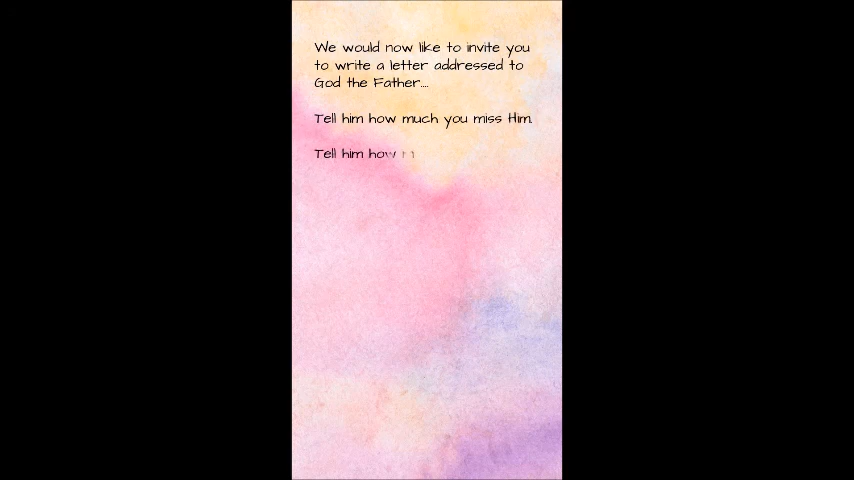 We would now like to invite you
to write a letter addressed to
God the Father....
Tell him how much you miss Him.
Tell him how